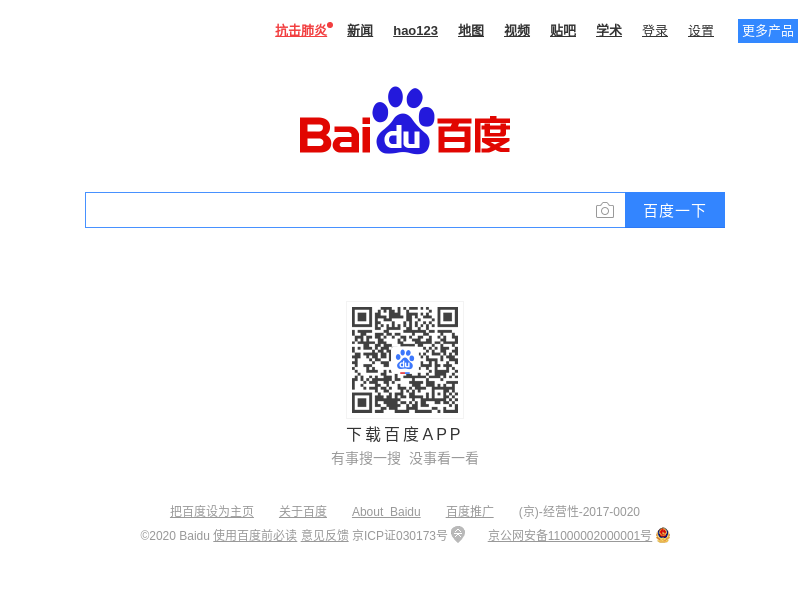 抗击肺炎 新闻 hao123 地图 视频 贴吧 学术 登录 设置 更多产品
Bai du 百度
百度一下
du
下载百度APP
有事搜一搜 没事看一看
把百度设为主页 关于百度 About Baidu 百度推广 (京)-经营性-2017-0020
©2020 Baidu 使用百度前必读 意见反馈 京ICP证030173号 京公网安备11000002000001号